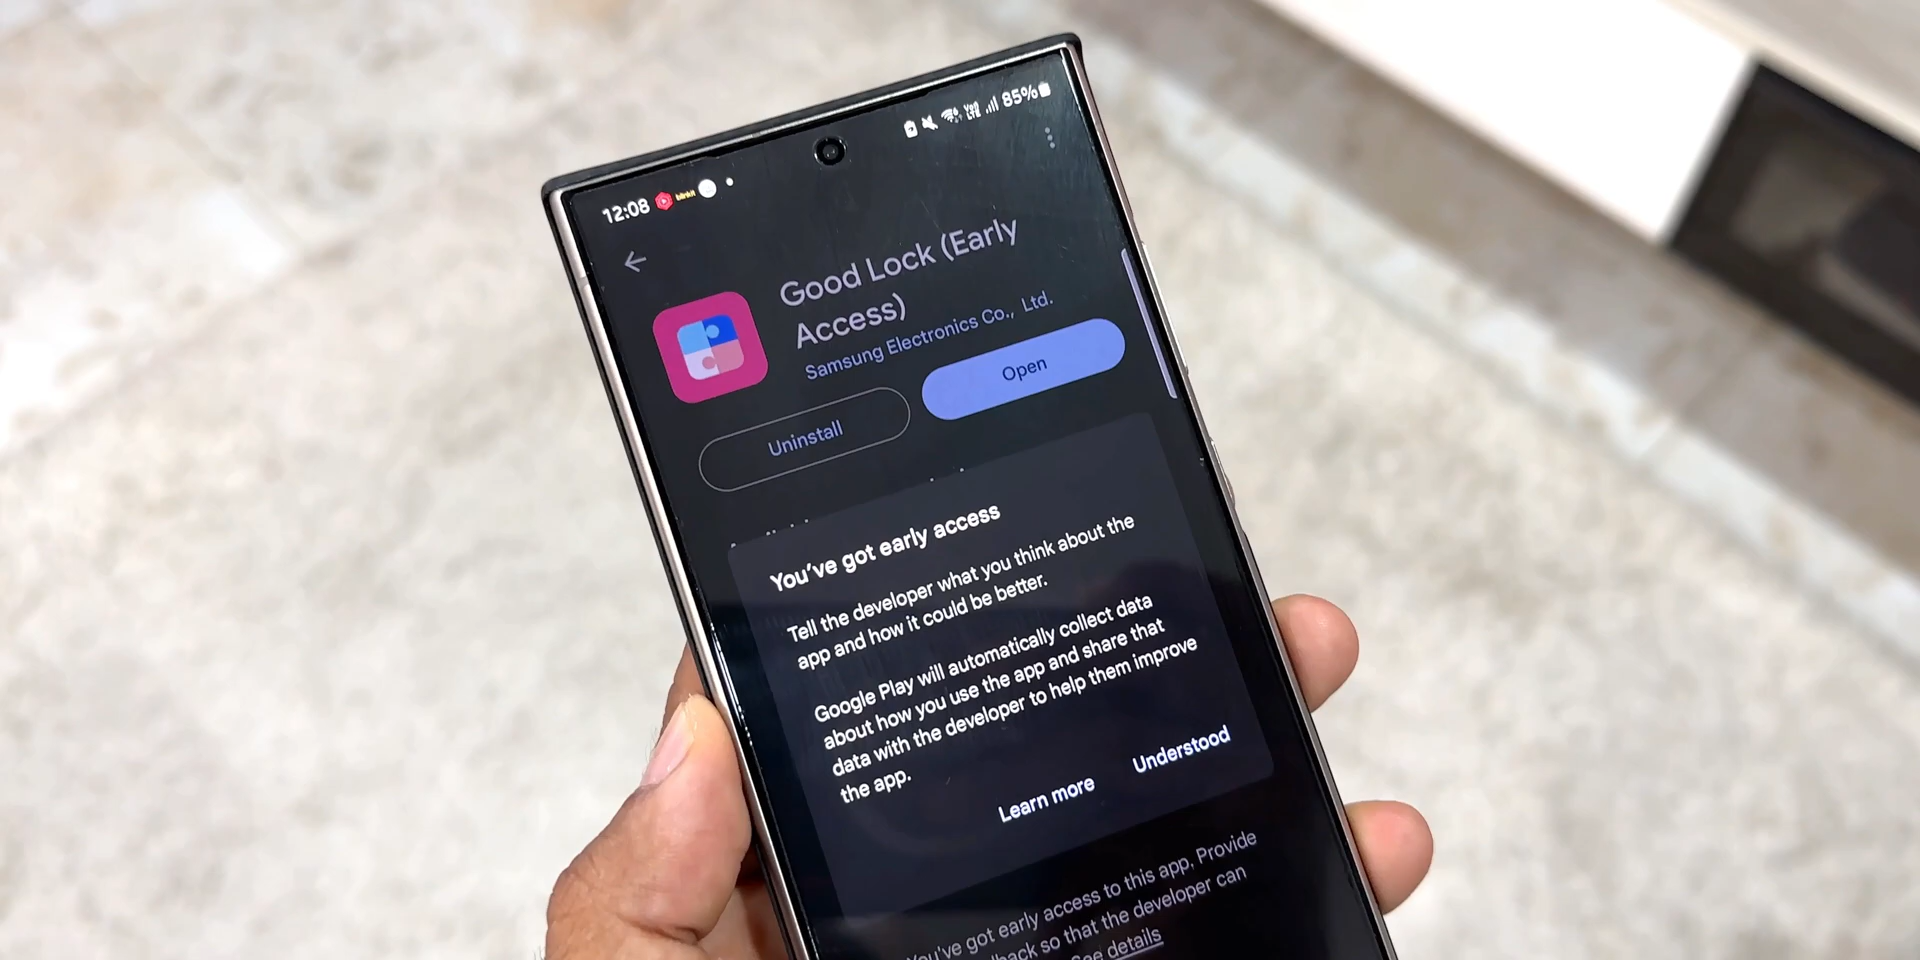 12:08
blinkit
Vo))
LTE
85%
Good Lock (Early
Access)
Samsung Electronics Co., Ltd.
Uninstall
Open
You've got early access
Tell the developer what you think about the
app and how it could be better.
Google Play will automatically collect data
about how you use the app and share that
data with the developer to help them improve
the app.
Learn more
Understood
You've got early access to this app. Provide
so that the developer can
See details